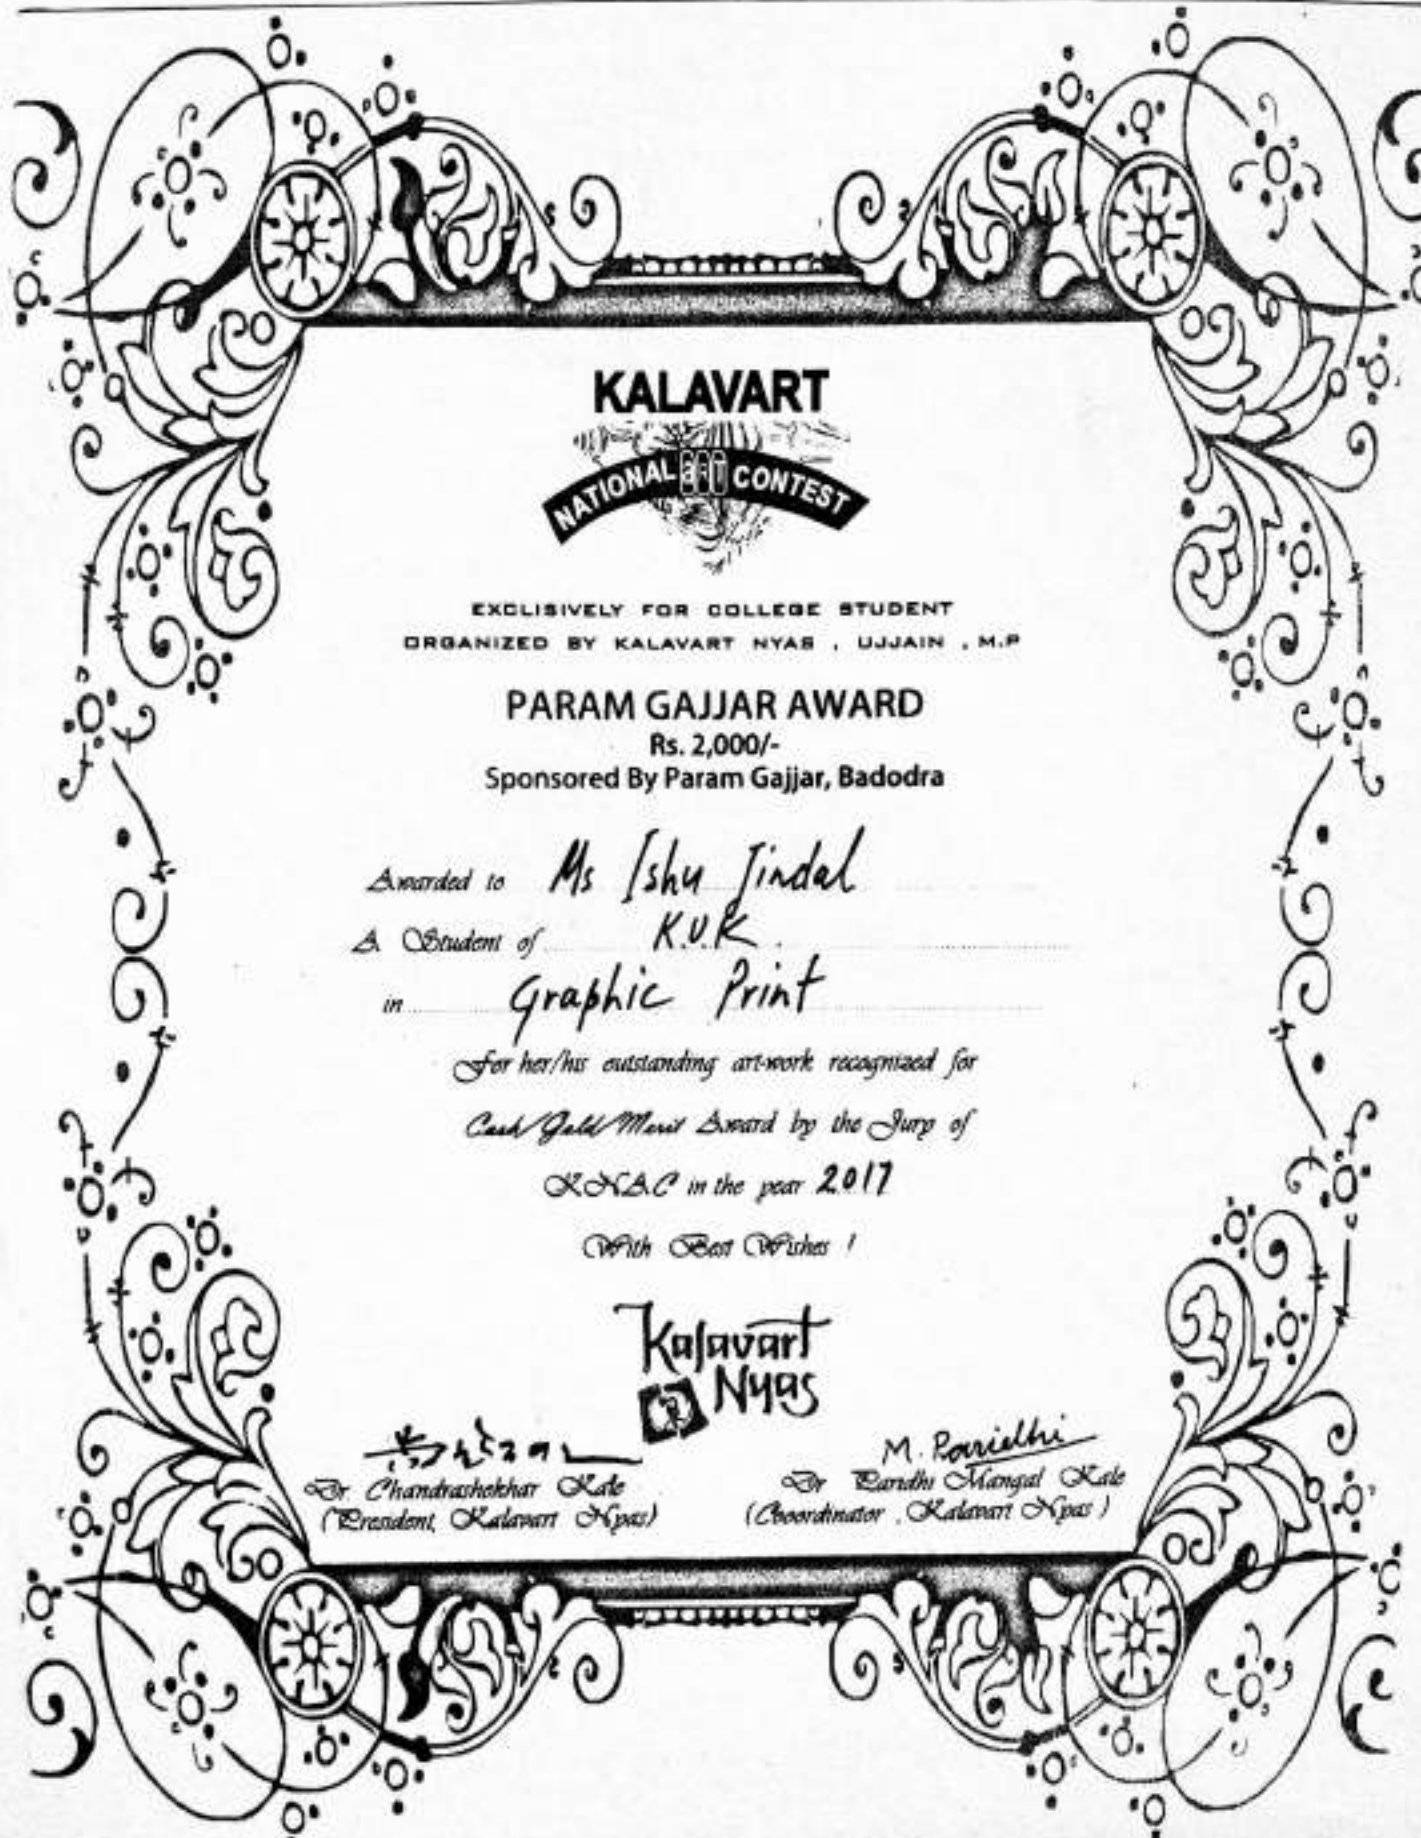 KALAVART
NATIONAL art CONTEST
EXCLISIVELY FOR COLLEGE STUDENT
ORGANIZED BY KALAVART NYAS , UJJAIN , M.P
PARAM GAJJAR AWARD
Rs. 2,000/-
Sponsored By Param Gajjar, Badodra
Awarded to Ms Ishu Jindal
A Student of K.U.K.
in Graphic Print
For her/his outstanding art-work recognized for
Cash/Gold/Merit Award by the Jury of
KNAC in the year 2017
With Best Wishes !
Kalavart
Nyas
M. Paridhi
Dr Chandrashekhar Kale
Dr Paridhi Mangal Kale
(President, Kalavart Nyas)
(Cooordinator , Kalavart Nyas )